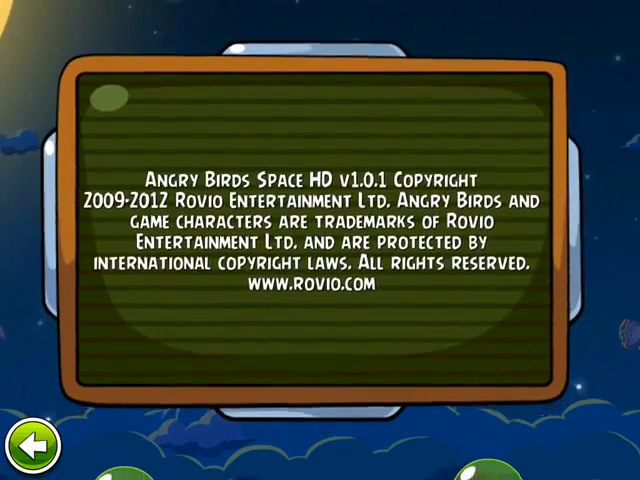 Angry Birds Space HD v1.0.1 Copyright
2009-2012 Rovio Entertainment Ltd. Angry Birds and
game characters are trademarks of Rovio
Entertainment Ltd. and are protected by
international copyright laws. All rights reserved.
www.rovio.com